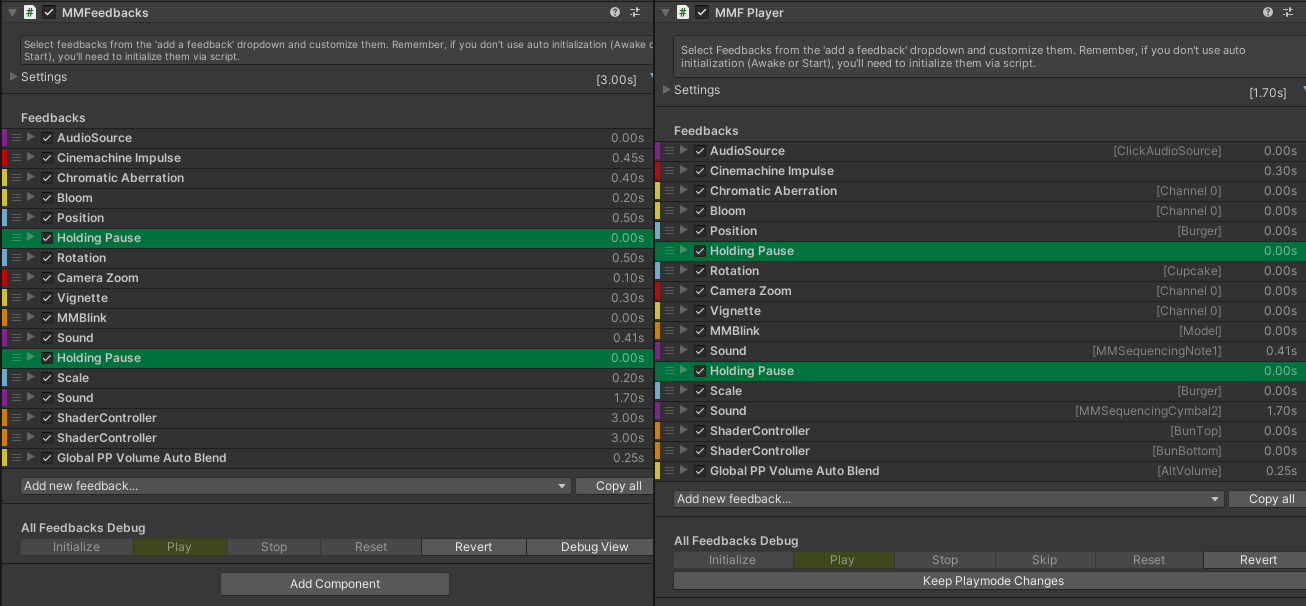 MMFeedbacks
Select feedbacks from the 'add a feedback' dropdown and customize them. Remember, if you don't use auto initialization (Awake
Start), you'll need to initialize them via script.
Settings [3.00s]
Feedbacks
AudioSource 0.00s
Cinemachine Impulse 0.45s
Chromatic Aberration 0.40s
Bloom 0.20s
Position 0.50s
Holding Pause 0.00s
Rotation 0.50s
Camera Zoom 0.10s
Vignette 0.30s
MMBlink 0.00s
Sound 0.41s
Holding Pause 0.00s
Scale 0.20s
Sound 1.70s
ShaderController 3.00s
ShaderController 3.00s
Global PP Volume Auto Blend 0.25s
Add new feedback... Copy all
All Feedbacks Debug
Initialize Play Stop Reset Revert Debug View
Add Component
MMF Player
Select Feedbacks from the 'add a feedback' dropdown and customize them. Remember, if you don't use auto
initialization (Awake or Start), you'll need to initialize them via script.
Settings [1.70s]
Feedbacks
AudioSource [ClickAudioSource] 0.00s
Cinemachine Impulse 0.30s
Chromatic Aberration [Channel 0] 0.00s
Bloom [Channel 0] 0.00s
Position [Burger] 0.00s
Holding Pause 0.00s
Rotation [Cupcake] 0.00s
Camera Zoom [Channel 0] 0.00s
Vignette [Channel 0] 0.00s
MMBlink [Model] 0.00s
Sound [MMSequencingNote1] 0.41s
Holding Pause 0.00s
Scale [Burger] 0.00s
Sound [MMSequencingCymbal2] 1.70s
ShaderController [BunTop] 0.00s
ShaderController [BunBottom] 0.00s
Global PP Volume Auto Blend [AltVolume] 0.25s
Add new feedback... Copy all
All Feedbacks Debug
Initialize Play Stop Skip Reset Revert
Keep Playmode Changes